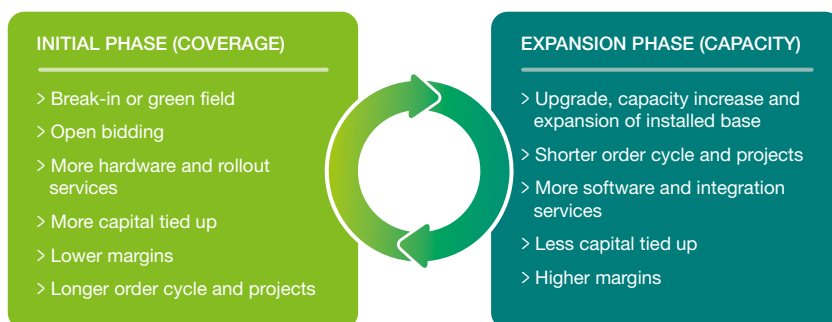 INITIAL PHASE (COVERAGE)
> Break-in or green field
> Open bidding
> More hardware and rollout
services
> More capital tied up
> Lower margins
> Longer order cycle and projects
EXPANSION PHASE (CAPACITY)
> Upgrade, capacity increase and
expansion of installed base
> Shorter order cycle and projects
> More software and integration
services
> Less capital tied up
> Higher margins